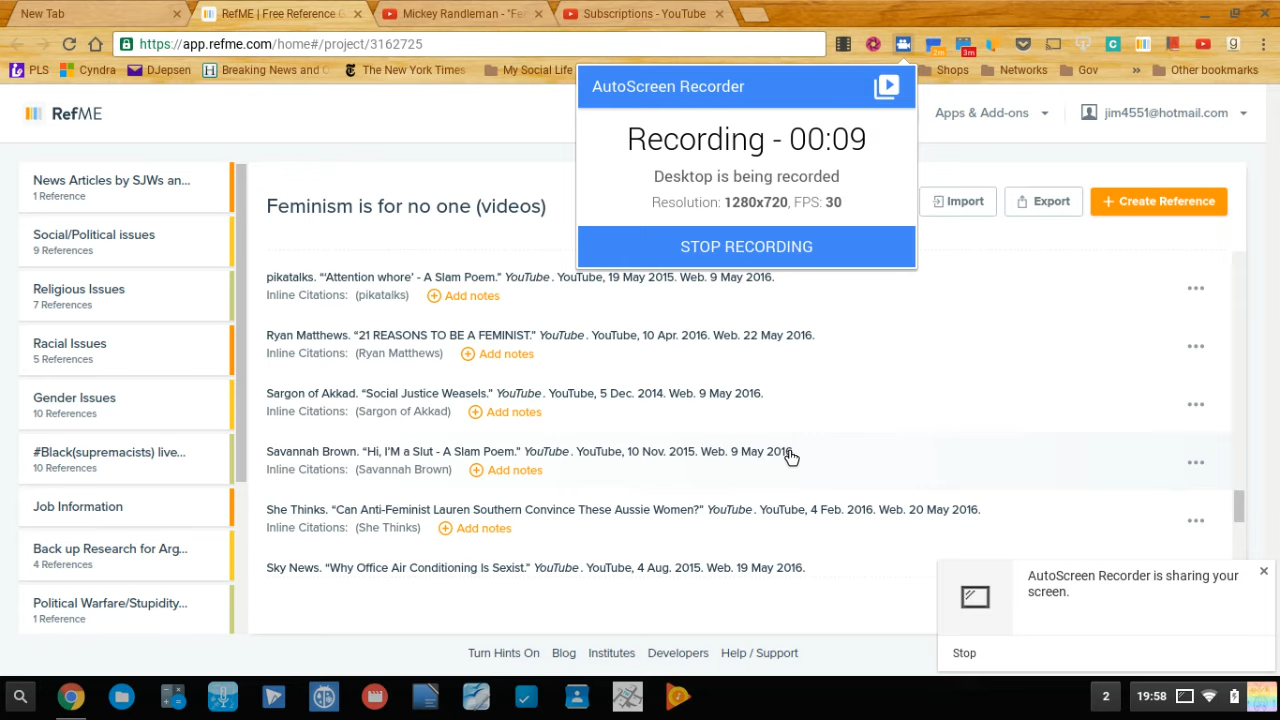 New Tab
RefME | Free Reference G
Mickey Randleman - "Fe
Subscriptions - YouTube
https://app.refme.com/home#/project/3162725
2m
3m
PLS
Cyndra
DJepsen
Breaking News and C
The New York Times
My Social Life
Shops
Networks
Gov
Other bookmarks
AutoScreen Recorder
Recording - 00:09
Desktop is being recorded
Resolution: 1280x720, FPS: 30
STOP RECORDING
RefME
Apps & Add-ons
jim4551@hotmail.com
News Articles by SJWs an...
1 Reference
Social/Political issues
9 References
Religious Issues
7 References
Racial Issues
5 References
Gender Issues
10 References
#Black(supremacists) live...
10 References
Job Information
Back up Research for Arg...
4 References
Political Warfare/Stupidity...
1 Reference
Feminism is for no one (videos)
Import
Export
+ Create Reference
pikatalks. “‘Attention whore’ - A Slam Poem.” YouTube. YouTube, 19 May 2015. Web. 9 May 2016.
Inline Citations: (pikatalks) Add notes
Ryan Matthews. “21 REASONS TO BE A FEMINIST.” YouTube. YouTube, 10 Apr. 2016. Web. 22 May 2016.
Inline Citations: (Ryan Matthews) Add notes
Sargon of Akkad. “Social Justice Weasels.” YouTube. YouTube, 5 Dec. 2014. Web. 9 May 2016.
Inline Citations: (Sargon of Akkad) Add notes
Savannah Brown. “Hi, I’M a Slut - A Slam Poem.” YouTube. YouTube, 10 Nov. 2015. Web. 9 May 2016.
Inline Citations: (Savannah Brown) Add notes
She Thinks. “Can Anti-Feminist Lauren Southern Convince These Aussie Women?” YouTube. YouTube, 4 Feb. 2016. Web. 20 May 2016.
Inline Citations: (She Thinks) Add notes
Sky News. “Why Office Air Conditioning Is Sexist.” YouTube. YouTube, 4 Aug. 2015. Web. 19 May 2016.
AutoScreen Recorder is sharing your
screen.
Stop
Turn Hints On
Blog
Institutes
Developers
Help / Support
2
19:58